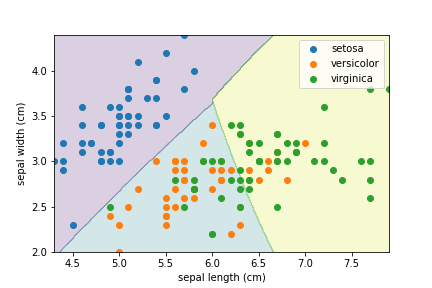 setosa
versicolor
virginica
sepal width (cm)
4.0
3.5
3.0
2.5
2.0
4.5 5.0 5.5 6.0 6.5 7.0 7.5
sepal length (cm)